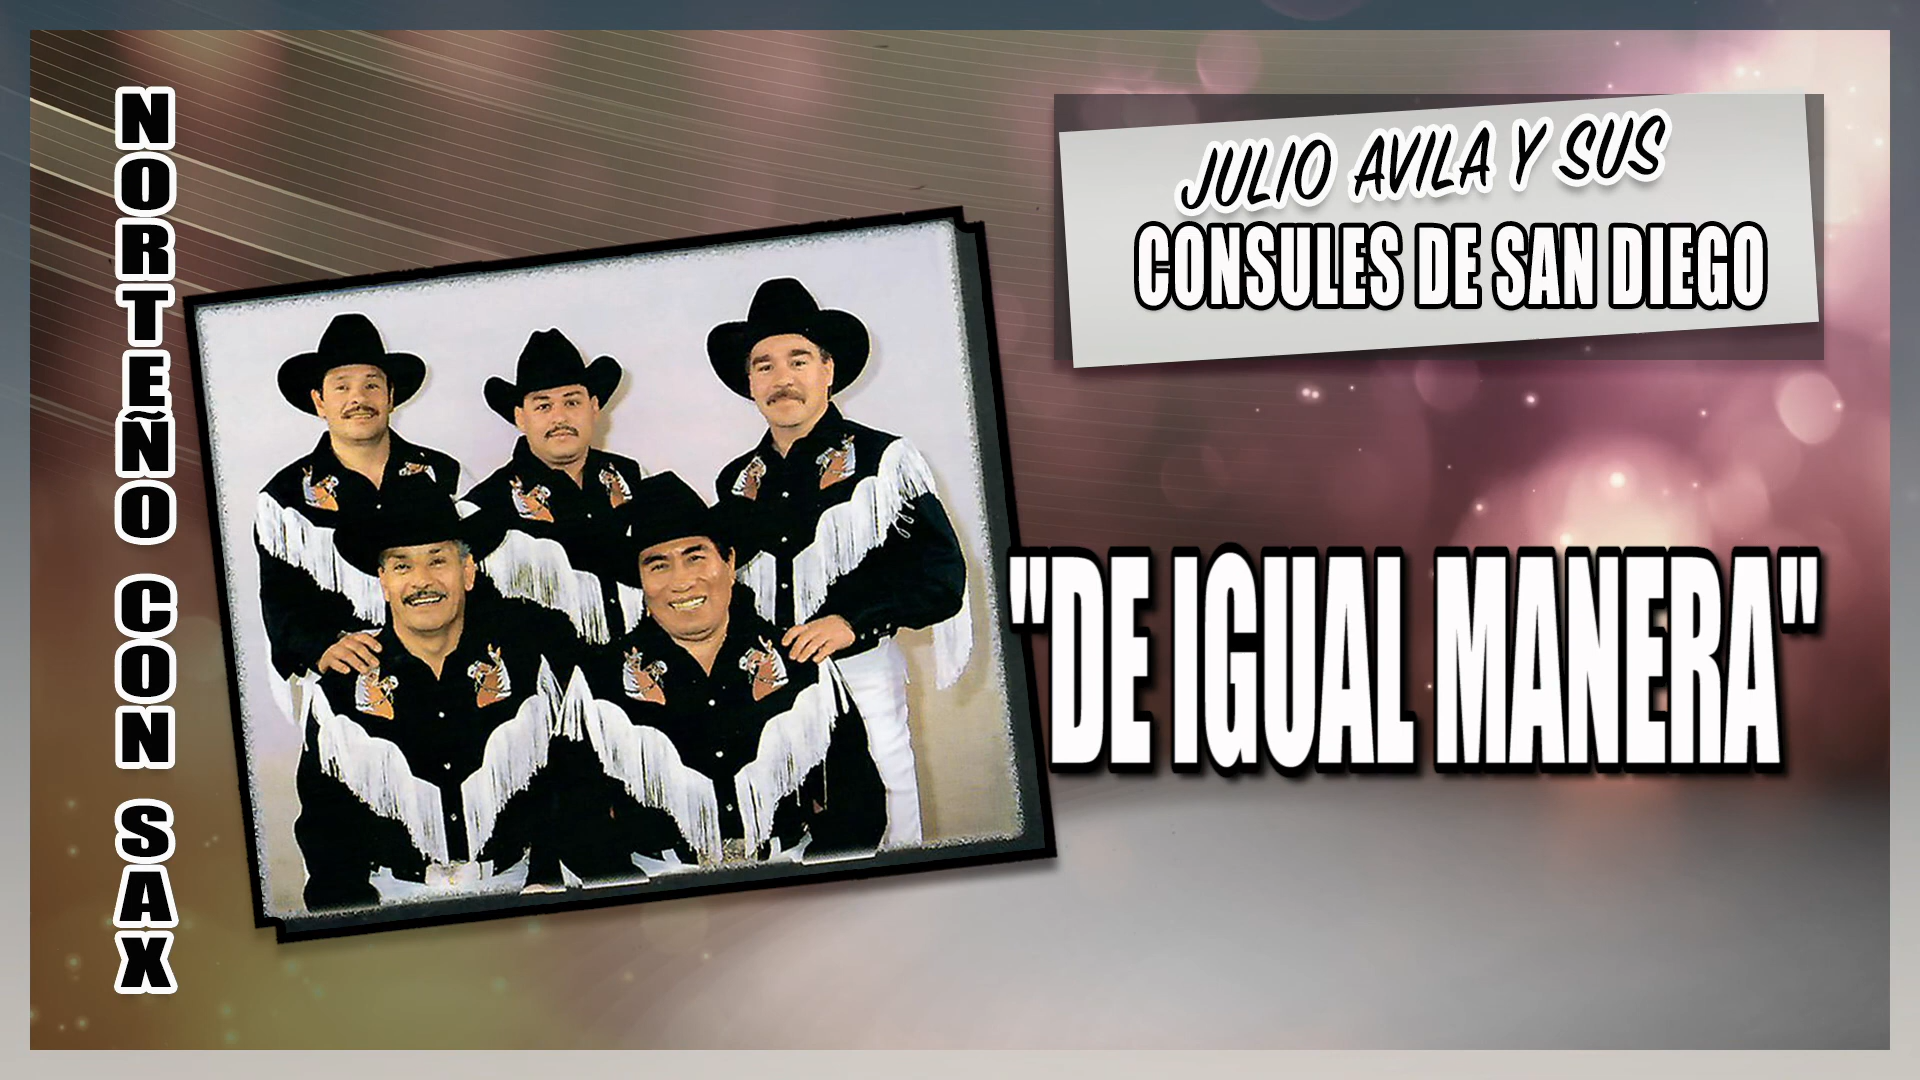 NORTEÑO CON SAX
JULIO AVILA Y SUS
CONSULES DE SAN DIEGO
"DE IGUAL MANERA"